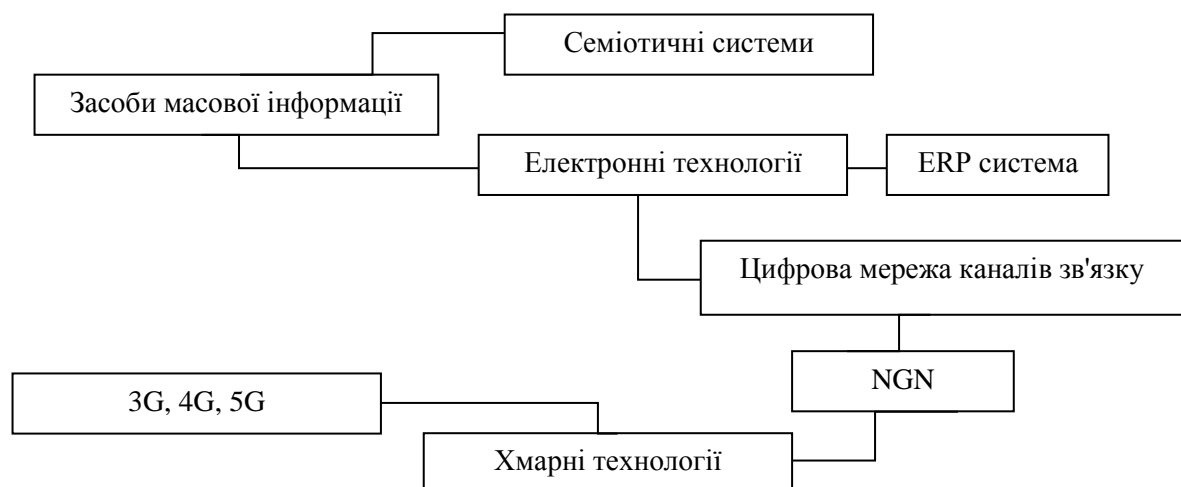 Семіотичні системи
Засоби масової інформації
Електронні технології
ERP система
Цифрова мережа каналів зв'язку
NGN
3G, 4G, 5G
Хмарні технології